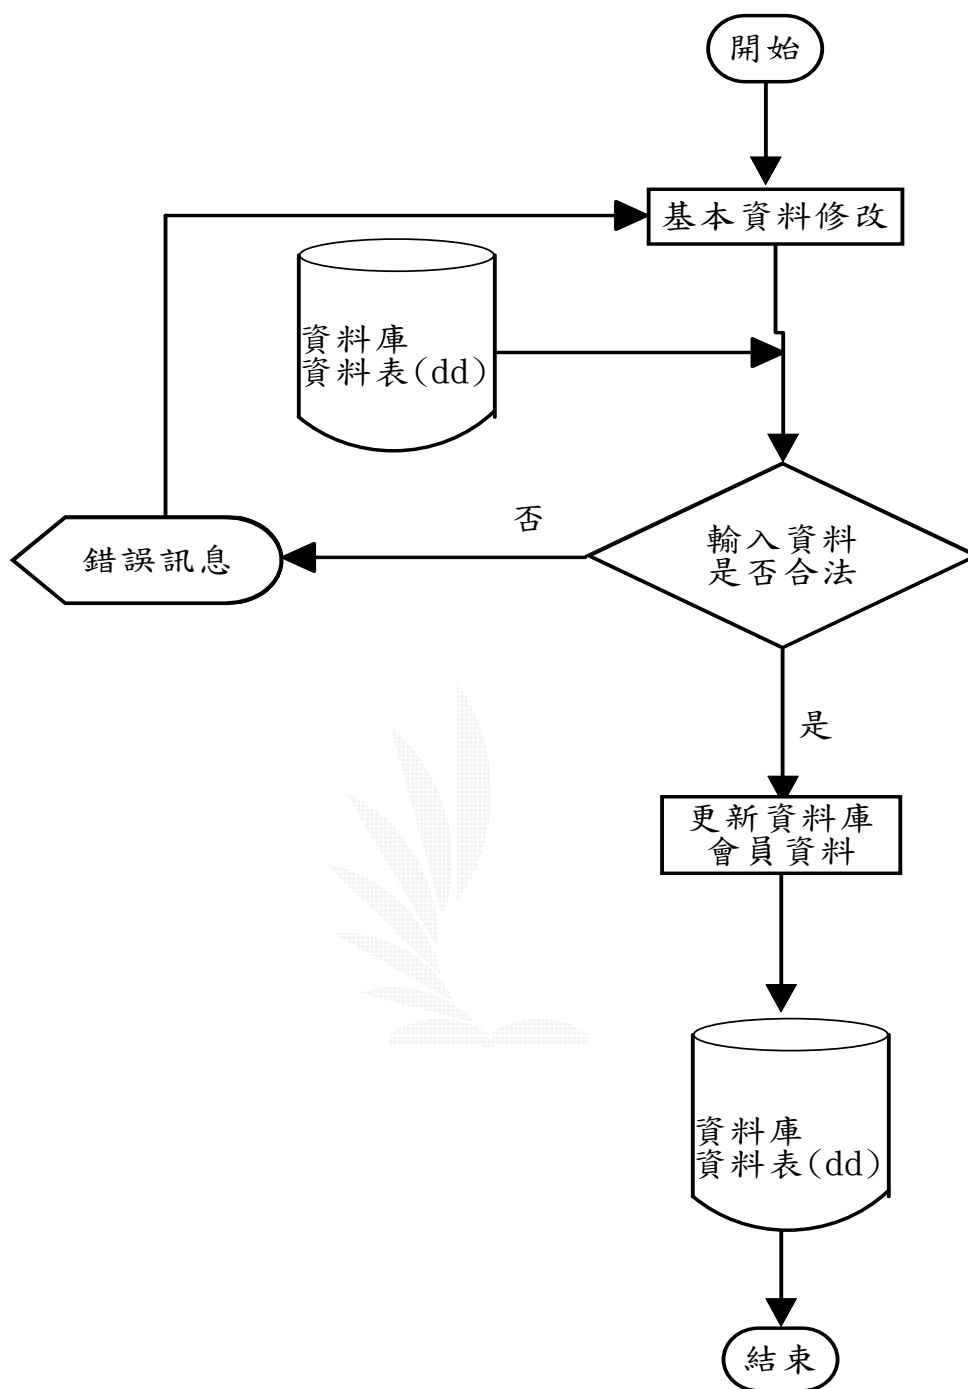 開始
基本資料修改
資料庫
資料表(dd)
否
錯誤訊息
輸入資料
是否合法
是
更新資料庫
會員資料
資料庫
資料表(dd)
結束